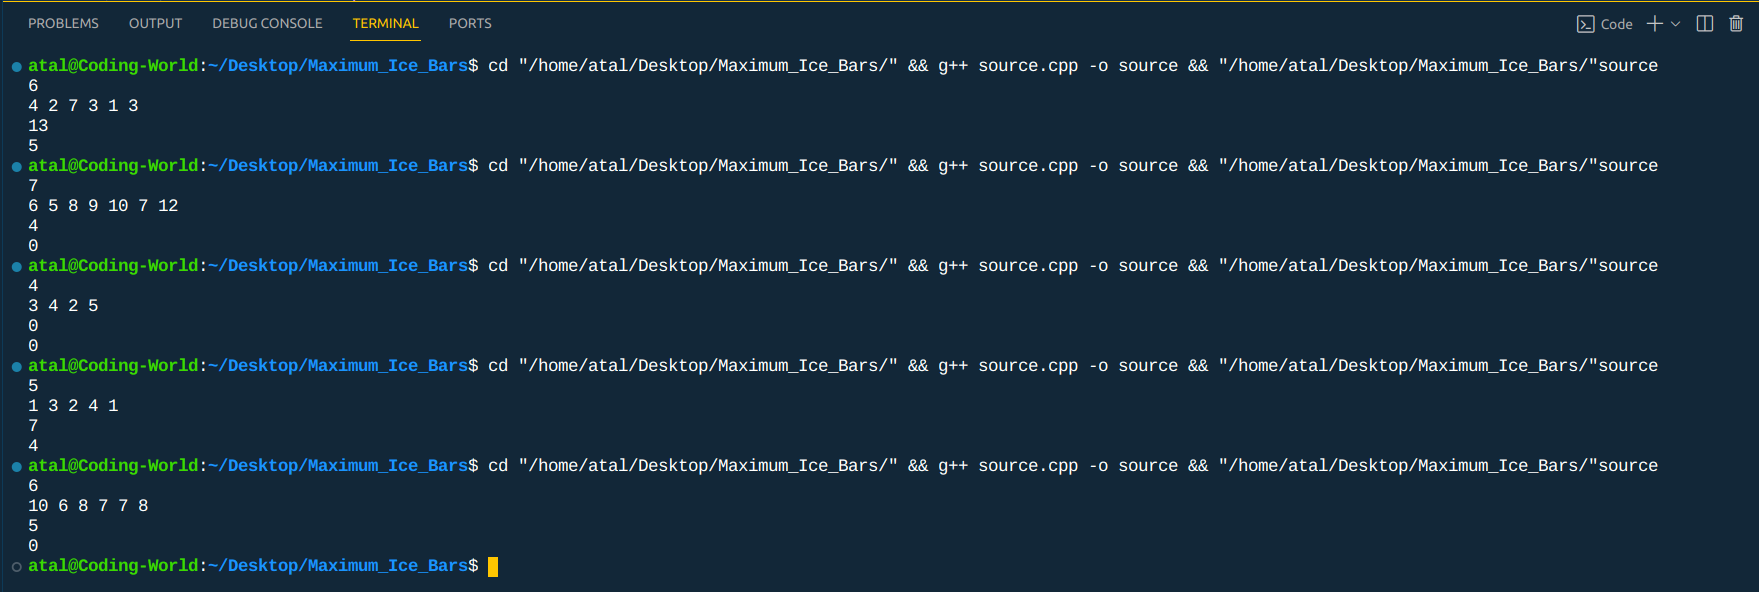 PROBLEMS OUTPUT DEBUG CONSOLE TERMINAL PORTS Code
atal@Coding-World:~/Desktop/Maximum_Ice_Bars$ cd "/home/atal/Desktop/Maximum_Ice_Bars/" && g++ source.cpp -o source && "/home/atal/Desktop/Maximum_Ice_Bars/"source
6
4 2 7 3 1 3
13
5
atal@Coding-World:~/Desktop/Maximum_Ice_Bars$ cd "/home/atal/Desktop/Maximum_Ice_Bars/" && g++ source.cpp -o source && "/home/atal/Desktop/Maximum_Ice_Bars/"source
7
6 5 8 9 10 7 12
4
0
atal@Coding-World:~/Desktop/Maximum_Ice_Bars$ cd "/home/atal/Desktop/Maximum_Ice_Bars/" && g++ source.cpp -o source && "/home/atal/Desktop/Maximum_Ice_Bars/"source
4
3 4 2 5
0
0
atal@Coding-World:~/Desktop/Maximum_Ice_Bars$ cd "/home/atal/Desktop/Maximum_Ice_Bars/" && g++ source.cpp -o source && "/home/atal/Desktop/Maximum_Ice_Bars/"source
5
1 3 2 4 1
7
4
atal@Coding-World:~/Desktop/Maximum_Ice_Bars$ cd "/home/atal/Desktop/Maximum_Ice_Bars/" && g++ source.cpp -o source && "/home/atal/Desktop/Maximum_Ice_Bars/"source
6
10 6 8 7 7 8
5
0
atal@Coding-World:~/Desktop/Maximum_Ice_Bars$